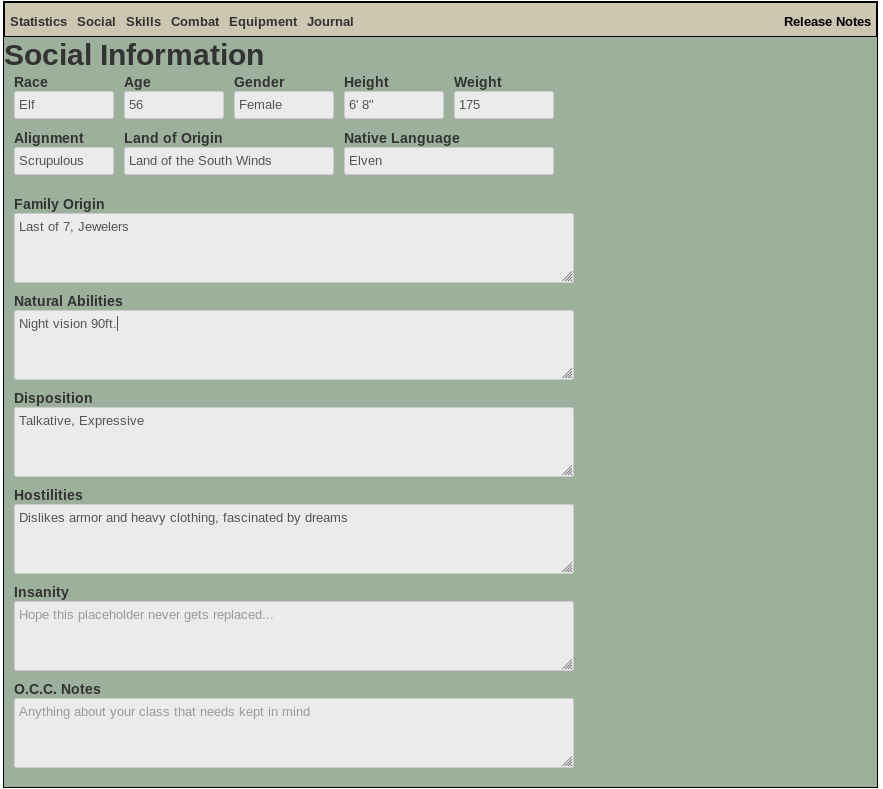 Statistics Social Skills Combat Equipment Journal Release Notes
Social Information
Race Age Gender Height Weight
Elf 56 Female 6' 8" 175
Alignment Land of Origin Native Language
Scrupulous Land of the South Winds Elven
Family Origin
Last of 7, Jewelers
Natural Abilities
Night vision 90ft.
Disposition
Talkative, Expressive
Hostilities
Dislikes armor and heavy clothing, fascinated by dreams
Insanity
Hope this placeholder never gets replaced...
O.C.C. Notes
Anything about your class that needs kept in mind